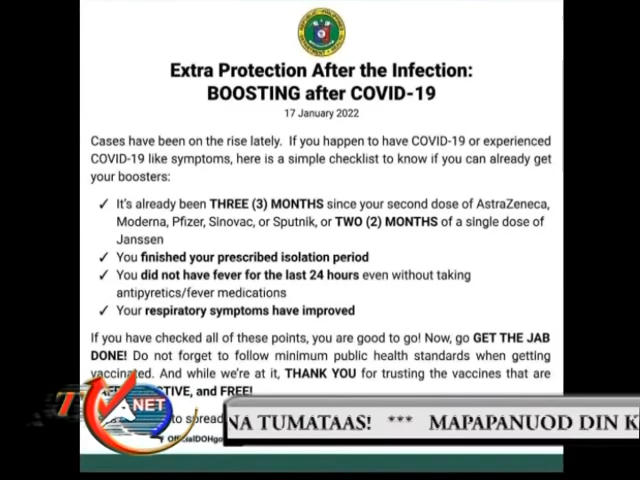 Extra Protection After the Infection:
BOOSTING after COVID-19
17 January 2022
Cases have been on the rise lately. If you happen to have COVID-19 or experienced
COVID-19 like symptoms, here is a simple checklist to know if you can already get
your boosters:
✓ It's already been THREE (3) MONTHS since your second dose of AstraZeneca,
Moderna, Pfizer, Sinovac, or Sputnik, or TWO (2) MONTHS of a single dose of
Janssen
✓ You finished your prescribed isolation period
✓ You did not have fever for the last 24 hours even without taking
antipyretics/fever medications
✓ Your respiratory symptoms have improved
If you have checked all of these points, you are good to go! Now, go GET THE JAB
DONE! Do not forget to follow minimum public health standards when getting
vaccinated. And while we're at it, THANK YOU for trusting the vaccines that are
and FREE!
to spread
TV
NET
NA TUMATAAS! *** MAPAPANUOD DIN K